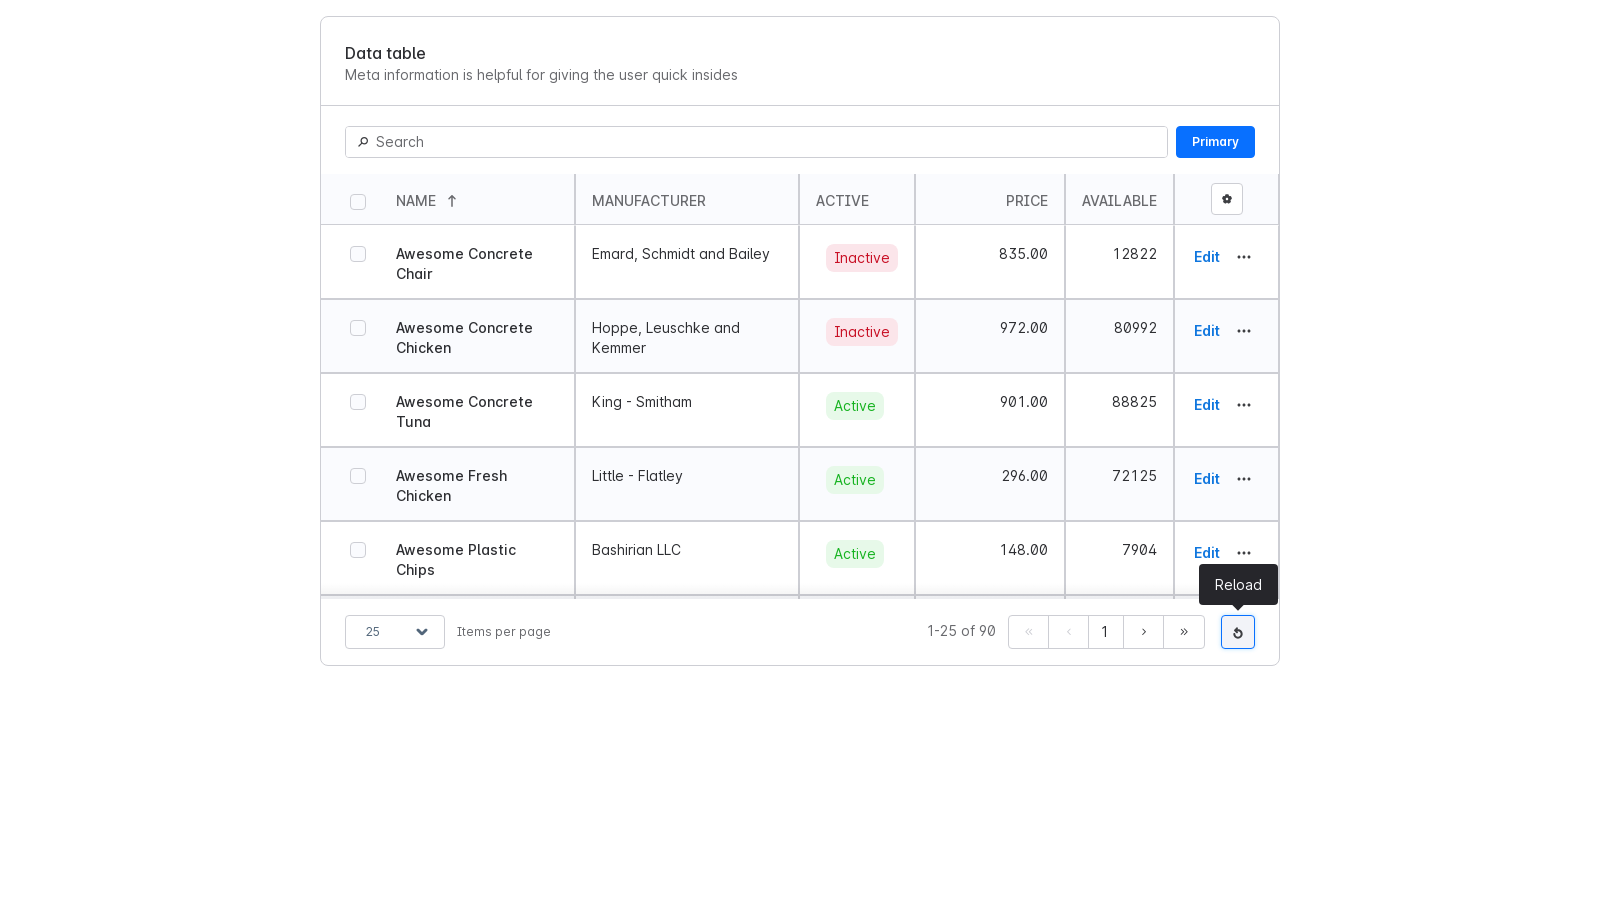 Data table
Meta information is helpful for giving the user quick insides
Search
Primary
NAME
MANUFACTURER
ACTIVE
PRICE
AVAILABLE
Awesome Concrete
Chair
Emard, Schmidt and Bailey
Inactive
835.00
12822
Edit
Awesome Concrete
Chicken
Hoppe, Leuschke and
Kemmer
Inactive
972.00
80992
Edit
Awesome Concrete
Tuna
King - Smitham
Active
901.00
88825
Edit
Awesome Fresh
Chicken
Little - Flatley
Active
296.00
72125
Edit
Awesome Plastic
Chips
Bashirian LLC
Active
148.00
7904
Edit
Reload
25
Items per page
1-25 of 90
« ‹ 1 › »